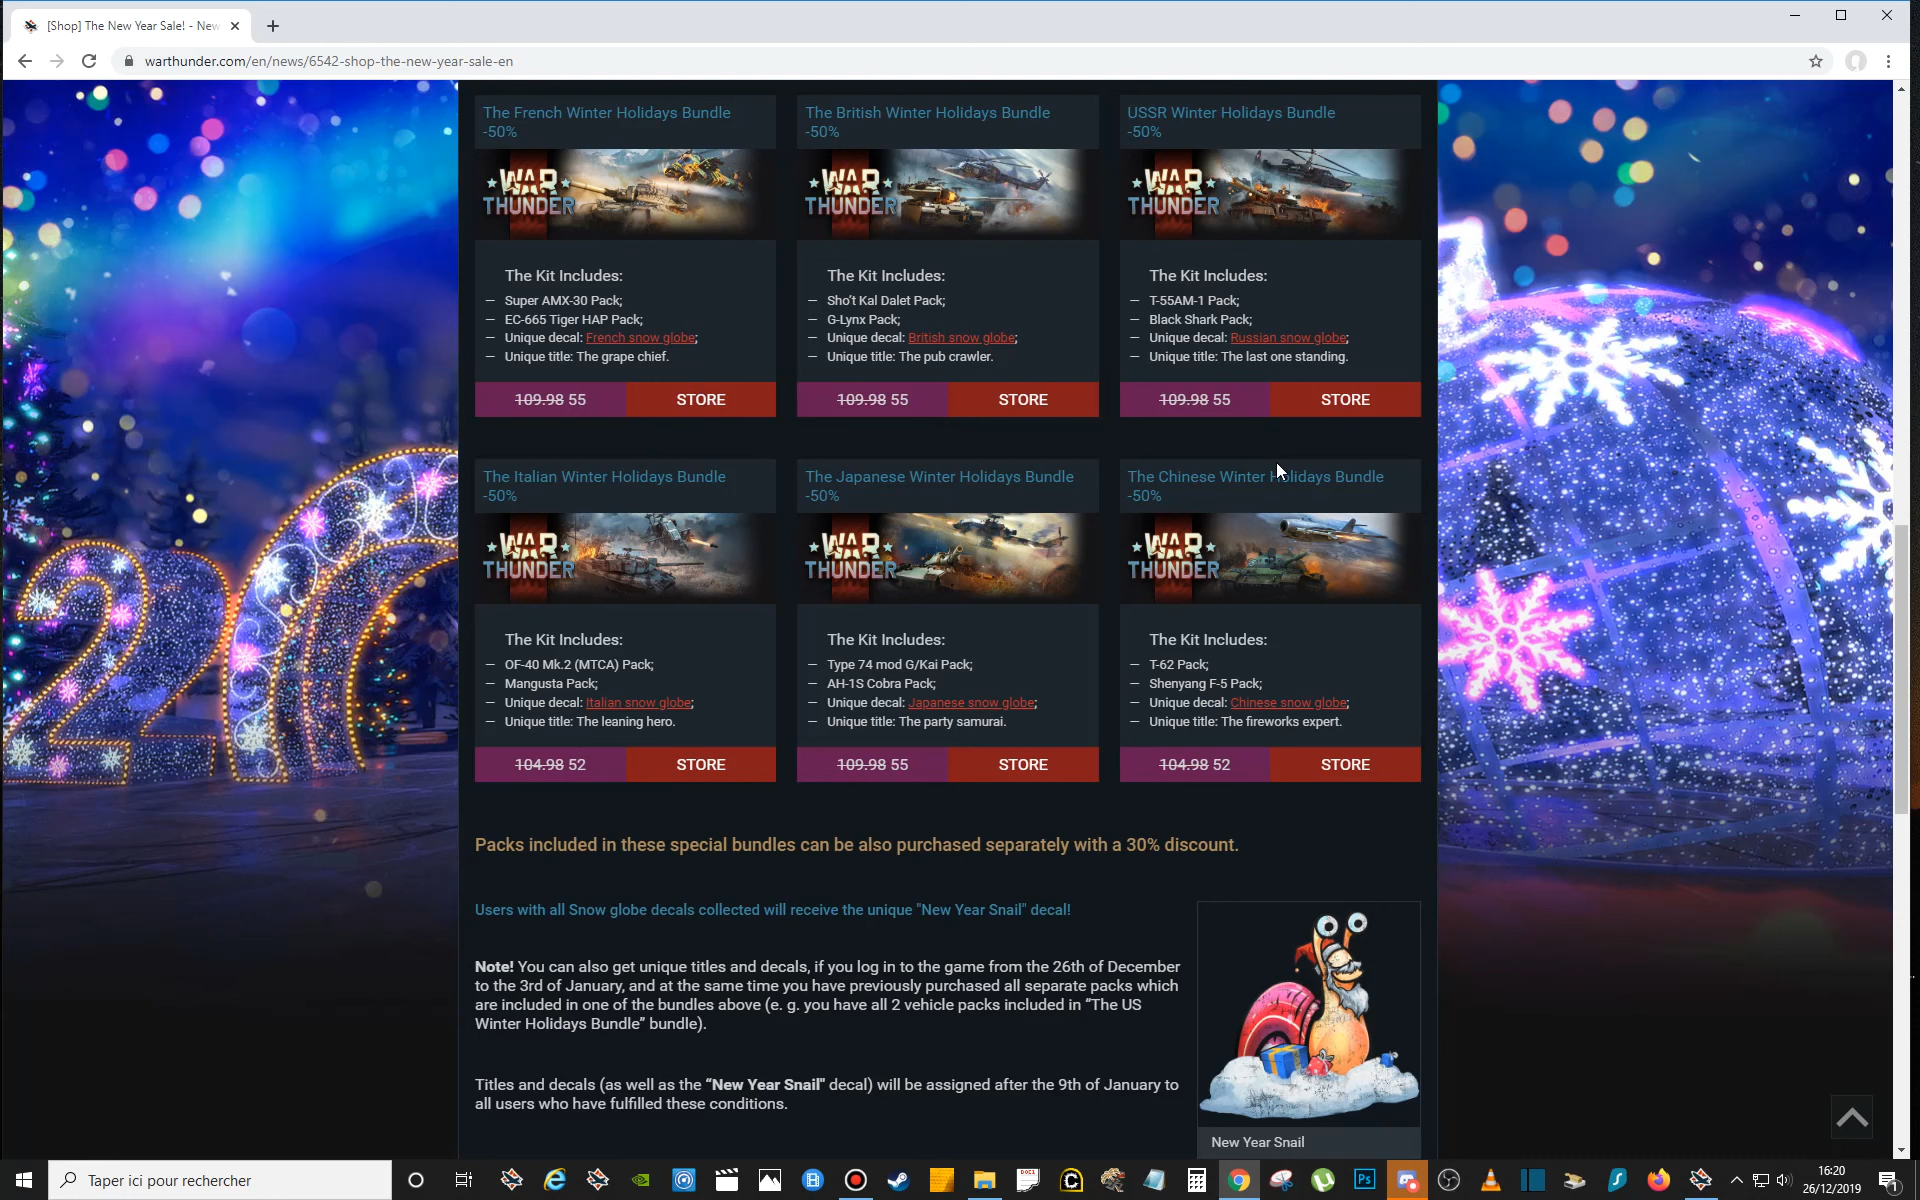 [Shop] The New Year Sale! - New
warthunder.com/en/news/6542-shop-the-new-year-sale-en
The French Winter Holidays Bundle
-50%
WAR THUNDER
The Kit Includes:
— Super AMX-30 Pack;
— EC-665 Tiger HAP Pack;
— Unique decal: French snow globe;
— Unique title: The grape chief.
109.98 55 STORE
The British Winter Holidays Bundle
-50%
WAR THUNDER
The Kit Includes:
— Sho't Kal Dalet Pack;
— G-Lynx Pack;
— Unique decal: British snow globe;
— Unique title: The pub crawler.
109.98 55 STORE
USSR Winter Holidays Bundle
-50%
WAR THUNDER
The Kit Includes:
— T-55AM-1 Pack;
— Black Shark Pack;
— Unique decal: Russian snow globe;
— Unique title: The last one standing.
109.98 55 STORE
The Italian Winter Holidays Bundle
-50%
WAR THUNDER
The Kit Includes:
— OF-40 Mk.2 (MTCA) Pack;
— Mangusta Pack;
— Unique decal: Italian snow globe;
— Unique title: The leaning hero.
104.98 52 STORE
The Japanese Winter Holidays Bundle
-50%
WAR THUNDER
The Kit Includes:
— Type 74 mod G/Kai Pack;
— AH-1S Cobra Pack;
— Unique decal: Japanese snow globe;
— Unique title: The party samurai.
109.98 55 STORE
The Chinese Winter Holidays Bundle
-50%
WAR THUNDER
The Kit Includes:
— T-62 Pack;
— Shenyang F-5 Pack;
— Unique decal: Chinese snow globe;
— Unique title: The fireworks expert.
104.98 52 STORE
Packs included in these special bundles can be also purchased separately with a 30% discount.
Users with all Snow globe decals collected will receive the unique "New Year Snail" decal!
Note! You can also get unique titles and decals, if you log in to the game from the 26th of December
to the 3rd of January, and at the same time you have previously purchased all separate packs which
are included in one of the bundles above (e. g. you have all 2 vehicle packs included in “The US
Winter Holidays Bundle” bundle).
Titles and decals (as well as the “New Year Snail” decal) will be assigned after the 9th of January to
all users who have fulfilled these conditions.
New Year Snail
Taper ici pour rechercher
16:20
26/12/2019